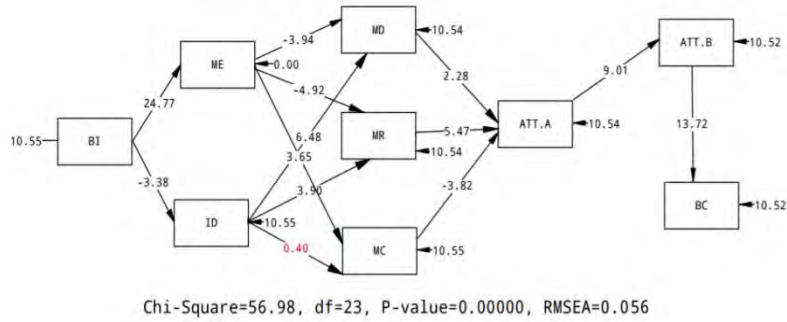 -3.94
MD
10.54
ATT.B
10.52
ME
0.00
2.28
9.01
24.77
-4.92
ATT.A
10.54
13.72
10.55
BI
6.48
MR
5.47
3.65
10.54
-3.38
3.90
-3.82
BC
10.52
ID
10.55
0.40
MC
10.55
Chi-Square=56.98, df=23, P-value=0.00000, RMSEA=0.056